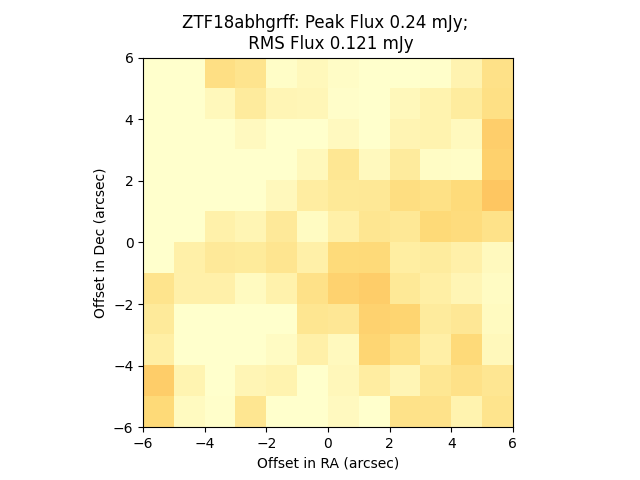 ZTF18abhgrff: Peak Flux 0.24 mJy;
RMS Flux 0.121 mJy
6
4
2
0
−2
−4
−6
Offset in Dec (arcsec)
−6 −4 −2 0 2 4 6
Offset in RA (arcsec)